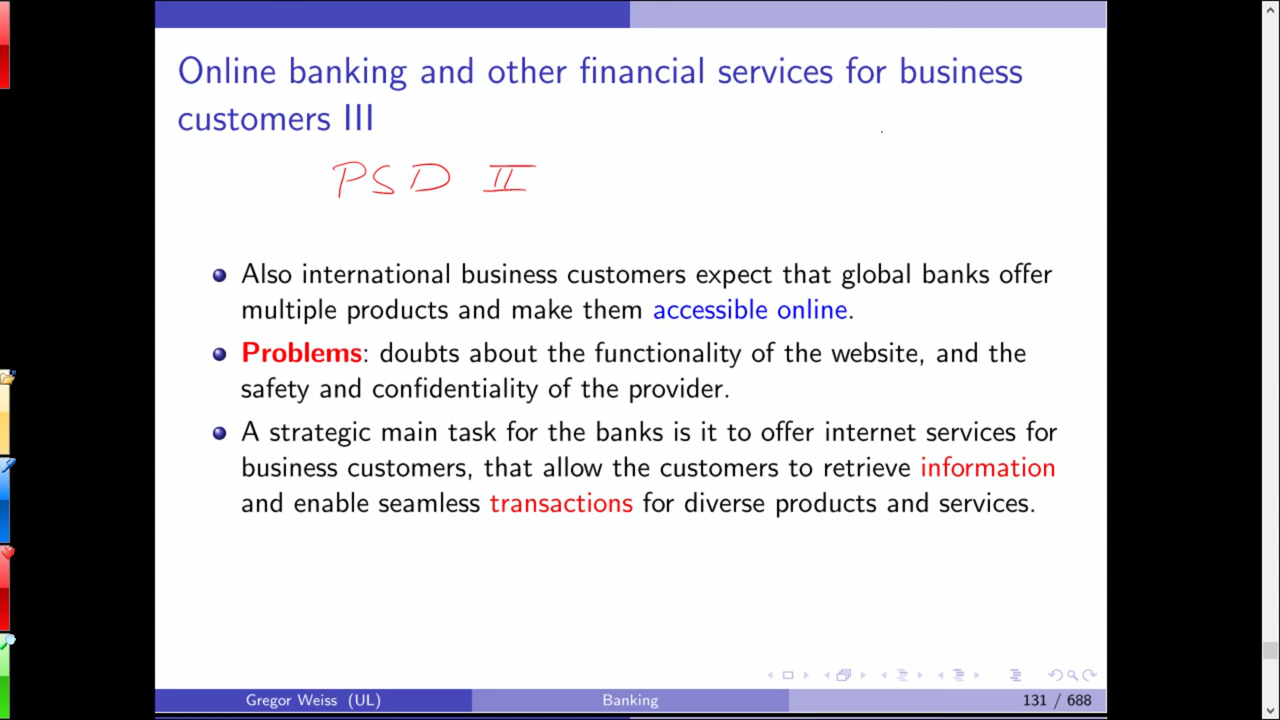 Online banking and other financial services for business
customers III
PSD II
Also international business customers expect that global banks offer
multiple products and make them accessible online.
Problems: doubts about the functionality of the website, and the
safety and confidentiality of the provider.
A strategic main task for the banks is it to offer internet services for
business customers, that allow the customers to retrieve information
and enable seamless transactions for diverse products and services.
Gregor Weiss (UL) Banking 131 / 688